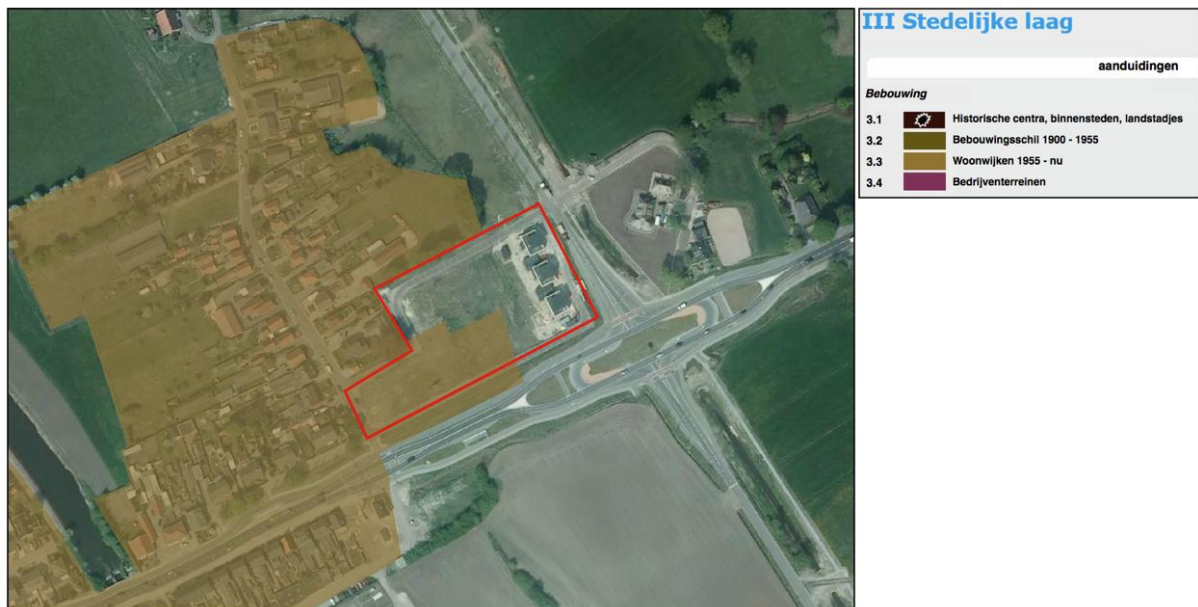 III Stedelijke laag
aanduidingen
Bebouwing
3.1 Historische centra, binnensteden, landstadjes
3.2 Bebouwingsschil 1900 - 1955
3.3 Woonwijken 1955 - nu
3.4 Bedrijventerreinen